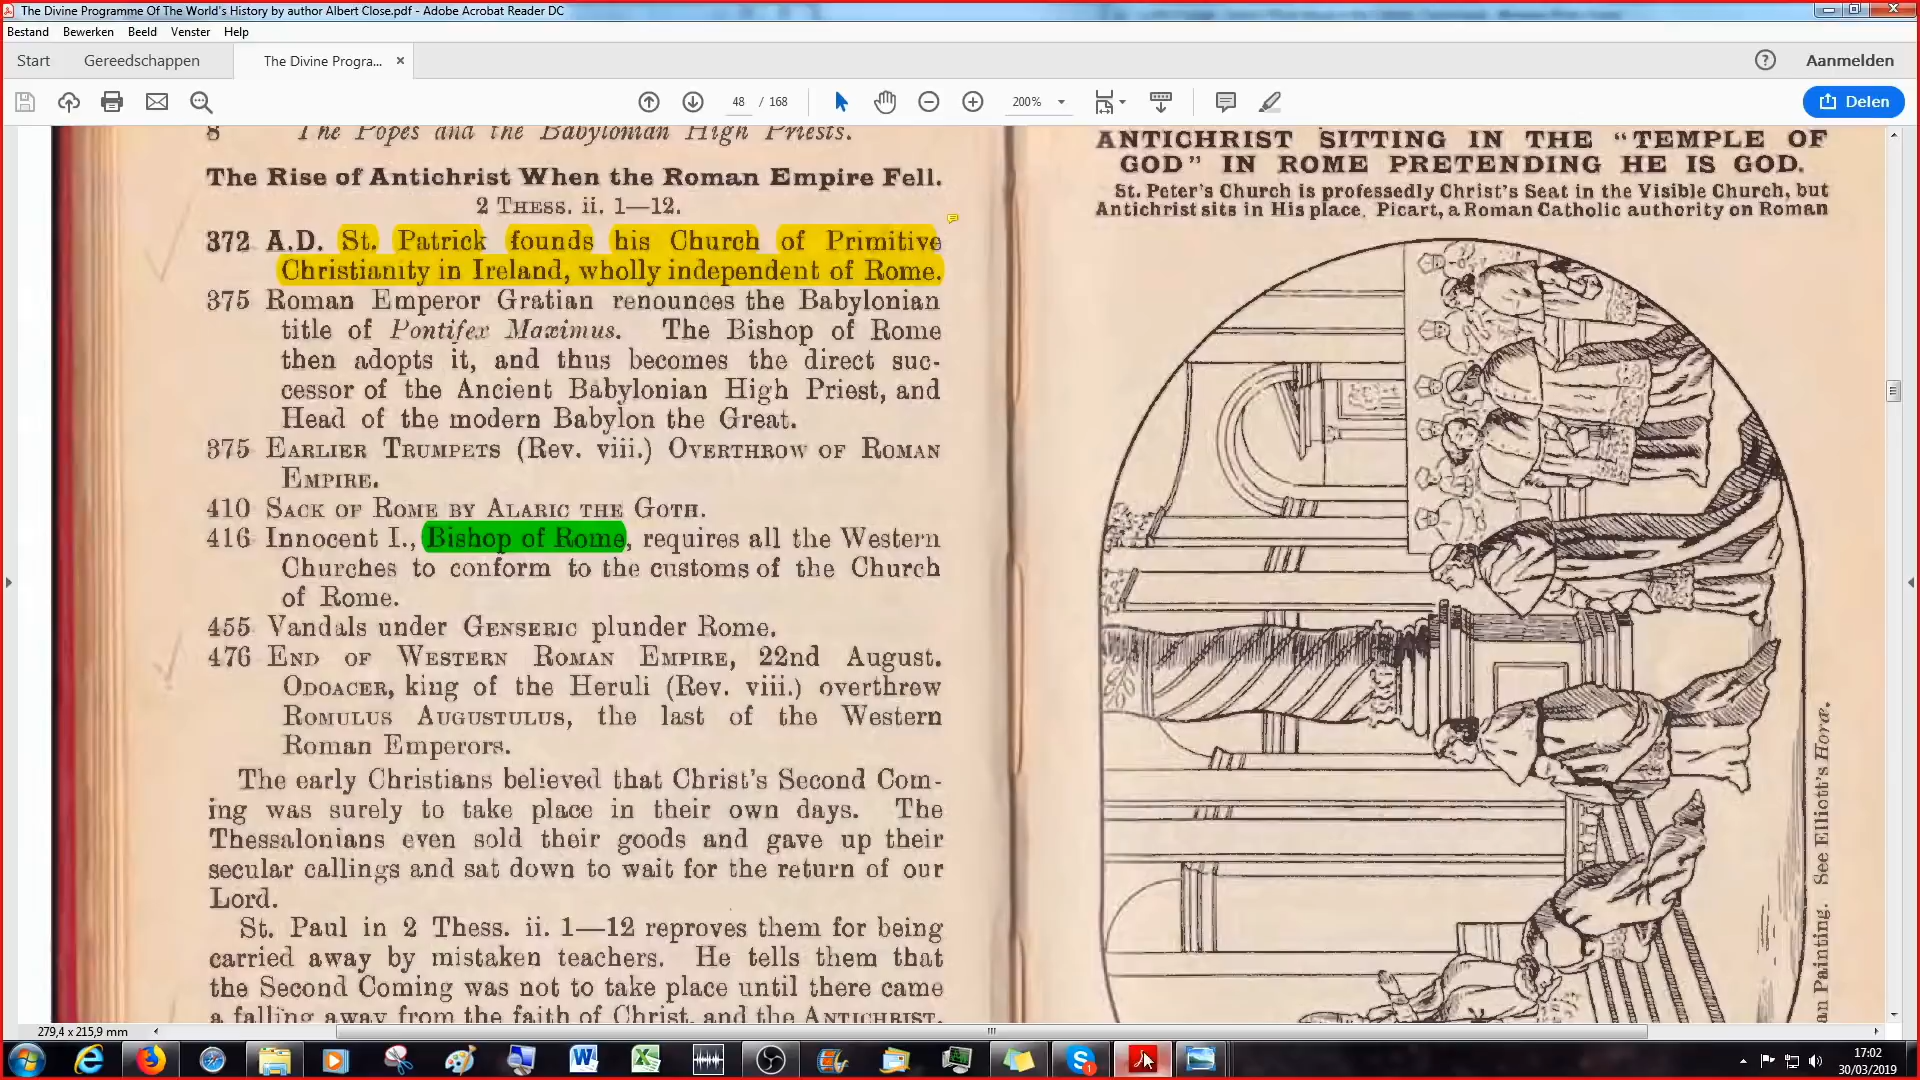 The Divine Programme Of The World's History by author Albert Close.pdf - Adobe Acrobat Reader DC
Bestand Bewerken Beeld Venster Help
Start Gereedschappen The Divine Progra... Aanmelden
48 / 168 200% Delen
8 The Popes and the Babylonian High Priests.
The Rise of Antichrist When the Roman Empire Fell.
2 Thess. ii. 1—12.
372 A.D. St. Patrick founds his Church of Primitive
Christianity in Ireland, wholly independent of Rome.
375 Roman Emperor Gratian renounces the Babylonian
title of Pontifex Maximus. The Bishop of Rome
then adopts it, and thus becomes the direct suc-
cessor of the Ancient Babylonian High Priest, and
Head of the modern Babylon the Great.
375 Earlier Trumpets (Rev. viii.) Overthrow of Roman
Empire.
410 Sack of Rome by Alaric the Goth.
416 Innocent I., Bishop of Rome, requires all the Western
Churches to conform to the customs of the Church
of Rome.
455 Vandals under Genseric plunder Rome.
476 End of Western Roman Empire, 22nd August.
Odoacer, king of the Heruli (Rev. viii.) overthrew
Romulus Augustulus, the last of the Western
Roman Emperors.
The early Christians believed that Christ's Second Com-
ing was surely to take place in their own days. The
Thessalonians even sold their goods and gave up their
secular callings and sat down to wait for the return of our
Lord.
St. Paul in 2 Thess. ii. 1—12 reproves them for being
carried away by mistaken teachers. He tells them that
the Second Coming was not to take place until there came
a falling away from the faith of Christ, and the Antichrist,
ANTICHRIST SITTING IN THE "TEMPLE OF
GOD" IN ROME PRETENDING HE IS GOD.
St. Peter's Church is professedly Christ's Seat in the Visible Church, but
Antichrist sits in His place. Picart, a Roman Catholic authority on Roman
an Painting. See Elliott's Horæ.
279,4 x 215,9 mm
1
17:02
30/03/2019